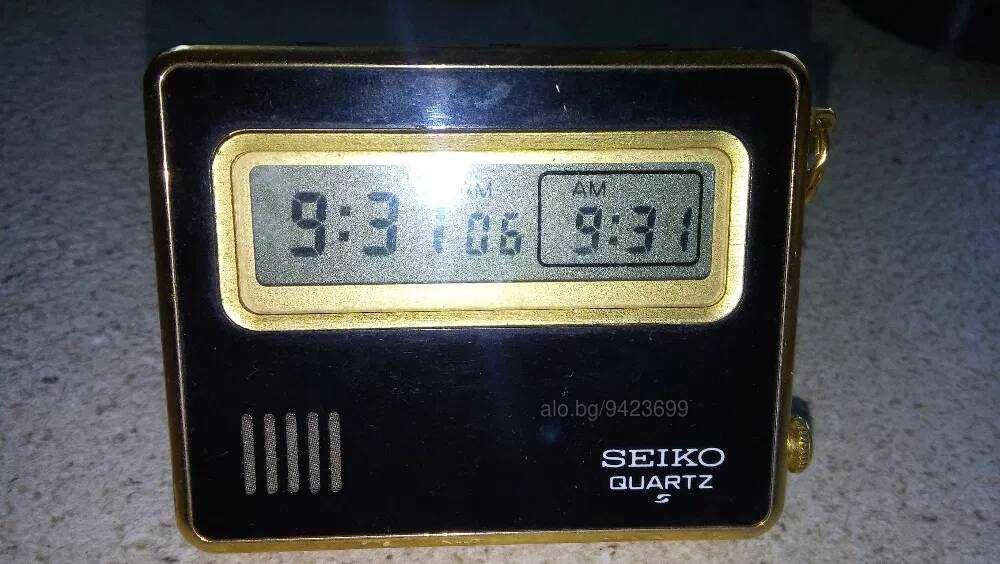 AM AM
9:31 06 9:31
alo.bg/9423699
SEIKO
QUARTZ